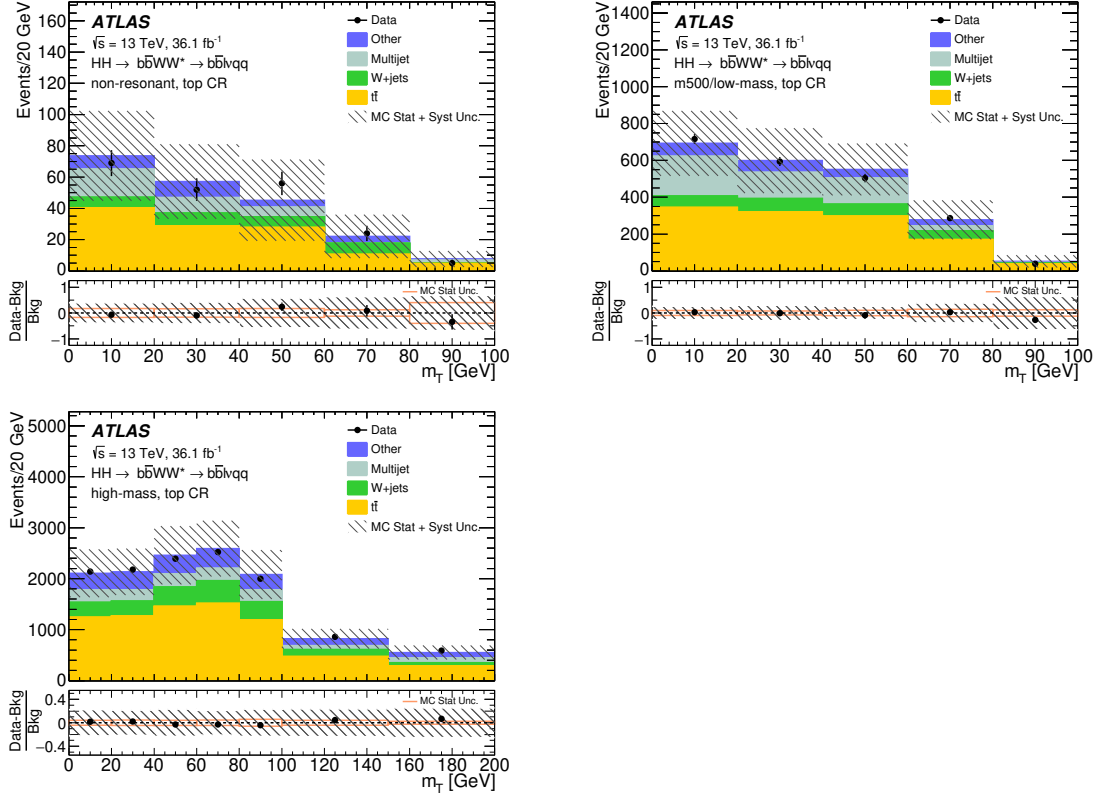 ATLAS
√s = 13 TeV, 36.1 fb⁻¹
HH → bb̅WW* → bb̅lνqq
non-resonant, top CR
Data
Other
Multijet
W+jets
tt̅
MC Stat + Syst Unc.
Events/20 GeV
160
140
120
100
80
60
40
20
0
MC Stat Unc.
Data-Bkg
Bkg
1
0
−1
0 10 20 30 40 50 60 70 80 90 100
m_T [GeV]
ATLAS
√s = 13 TeV, 36.1 fb⁻¹
HH → bb̅WW* → bb̅lνqq
m500/low-mass, top CR
Data
Other
Multijet
W+jets
tt̅
MC Stat + Syst Unc.
Events/20 GeV
1400
1200
1000
800
600
400
200
0
MC Stat Unc.
Data-Bkg
Bkg
1
0
−1
0 10 20 30 40 50 60 70 80 90 100
m_T [GeV]
ATLAS
√s = 13 TeV, 36.1 fb⁻¹
HH → bb̅WW* → bb̅lνqq
high-mass, top CR
Data
Other
Multijet
W+jets
tt̅
MC Stat + Syst Unc.
Events/20 GeV
5000
4000
3000
2000
1000
0
MC Stat Unc.
Data-Bkg
Bkg
0.4
0
−0.4
0 20 40 60 80 100 120 140 160 180 200
m_T [GeV]